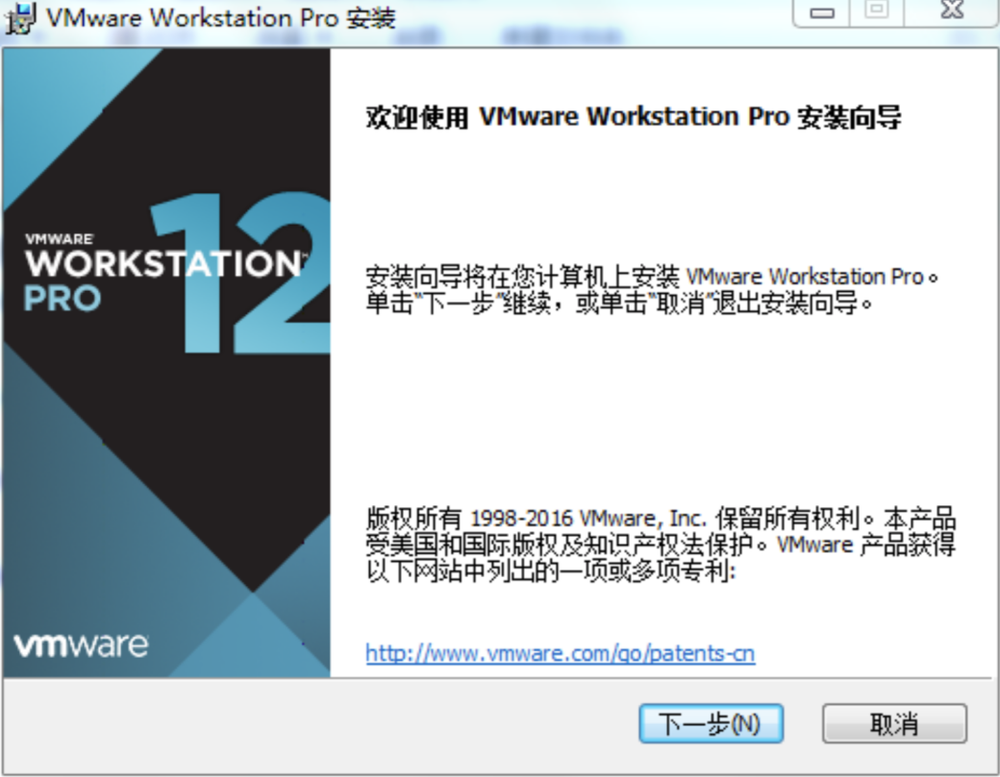 VMware Workstation Pro 安装
欢迎使用 VMware Workstation Pro 安装向导
VMWARE
WORKSTATION™
PRO
12
安装向导将在您计算机上安装 VMware Workstation Pro。
单击“下一步”继续，或单击“取消”退出安装向导。
版权所有 1998-2016 VMware, Inc. 保留所有权利。本产品
受美国和国际版权及知识产权法保护。VMware 产品获得
以下网站中列出的一项或多项专利:
http://www.vmware.com/go/patents-cn
vmware
下一步(N)
取消